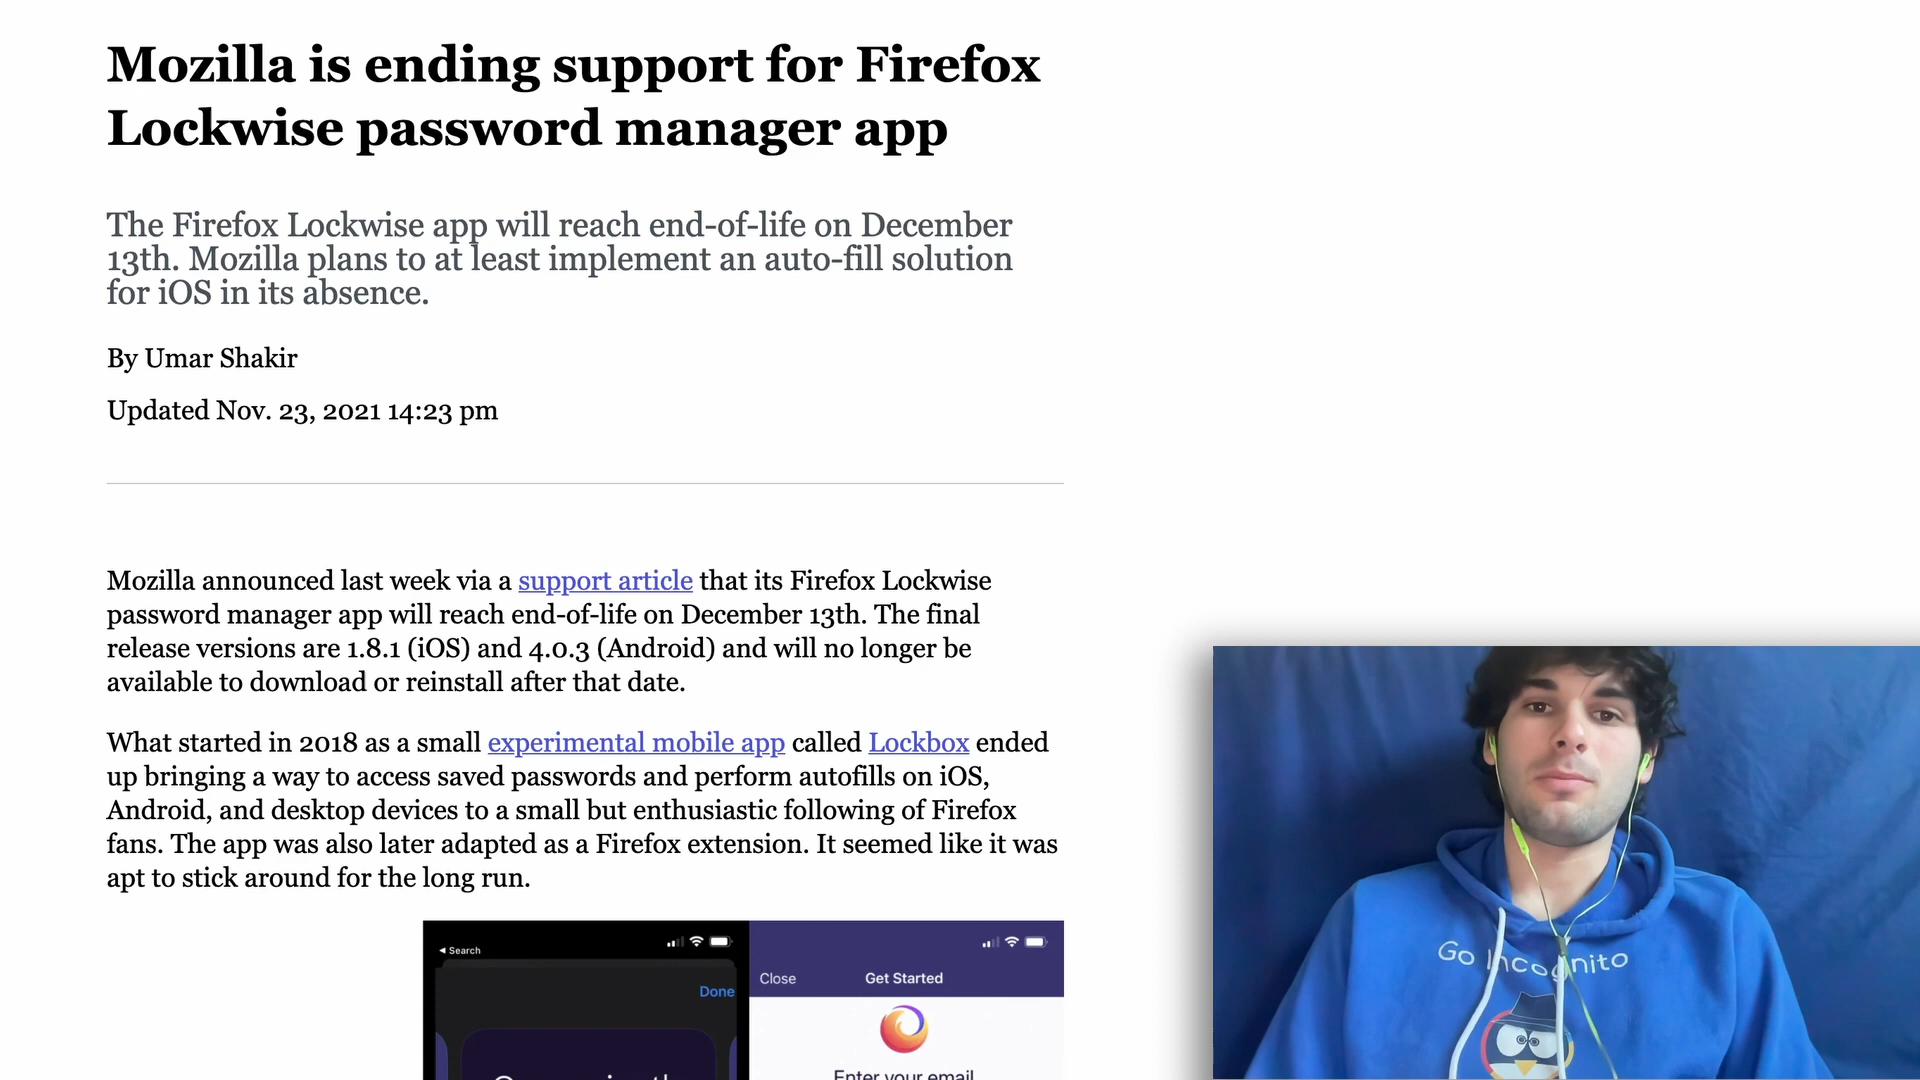 Mozilla is ending support for Firefox
Lockwise password manager app
The Firefox Lockwise app will reach end-of-life on December
13th. Mozilla plans to at least implement an auto-fill solution
for iOS in its absence.
By Umar Shakir
Updated Nov. 23, 2021 14:23 pm
Mozilla announced last week via a support article that its Firefox Lockwise
password manager app will reach end-of-life on December 13th. The final
release versions are 1.8.1 (iOS) and 4.0.3 (Android) and will no longer be
available to download or reinstall after that date.
What started in 2018 as a small experimental mobile app called Lockbox ended
up bringing a way to access saved passwords and perform autofills on iOS,
Android, and desktop devices to a small but enthusiastic following of Firefox
fans. The app was also later adapted as a Firefox extension. It seemed like it was
apt to stick around for the long run.
Search
Done
Close
Get Started
Enter your email
Go Incognito